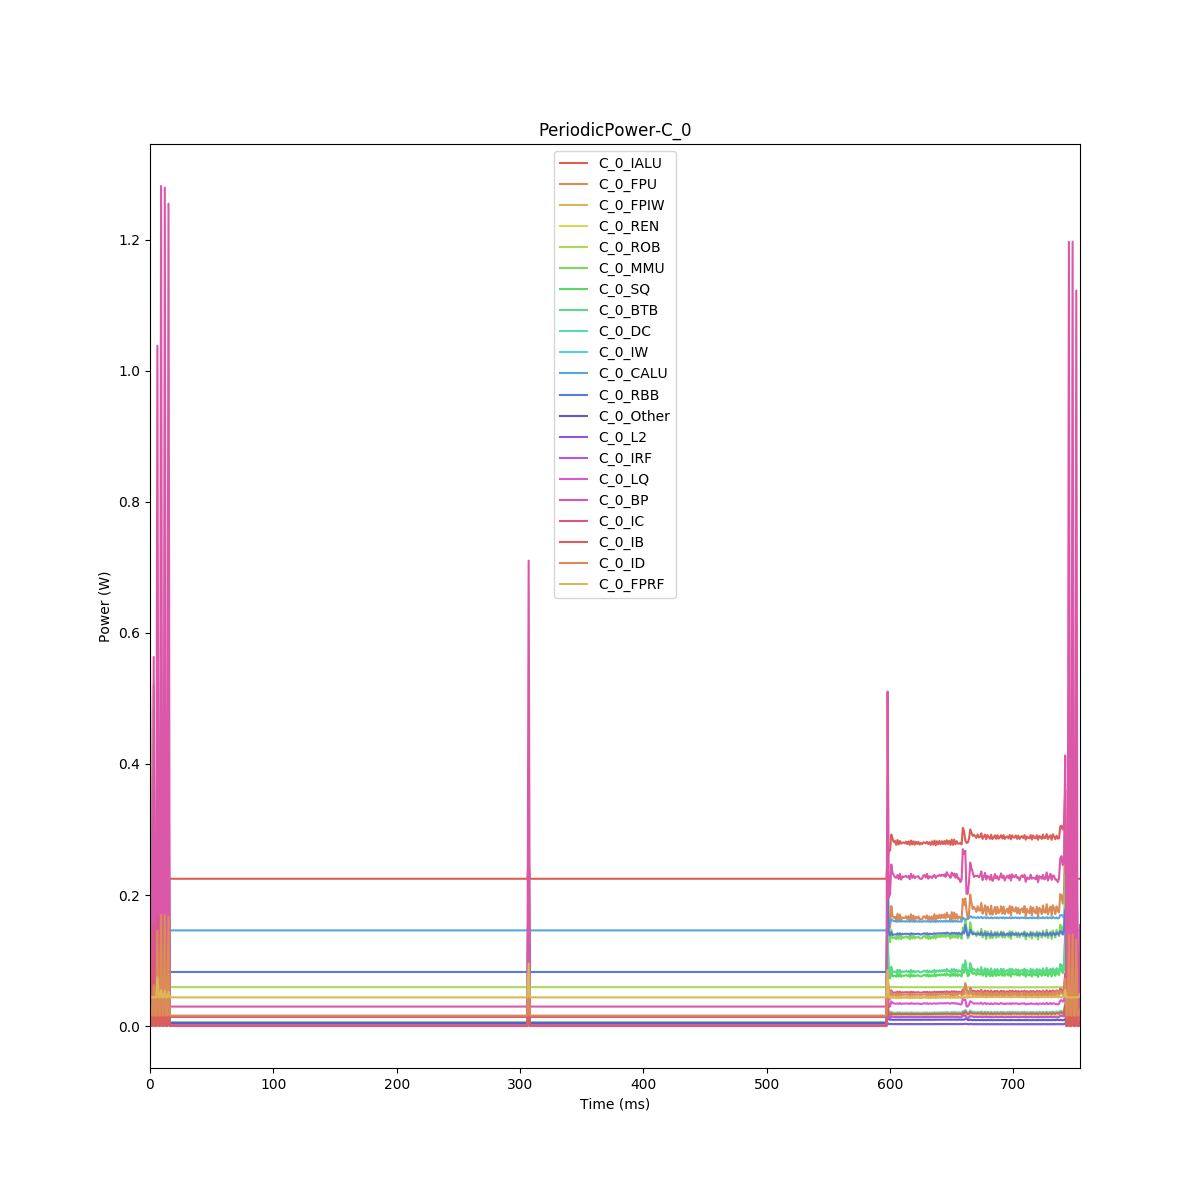 PeriodicPower-C_0
C_0_IALU
C_0_FPU
C_0_FPIW
C_0_REN
C_0_ROB
C_0_MMU
C_0_SQ
C_0_BTB
C_0_DC
C_0_IW
C_0_CALU
C_0_RBB
C_0_Other
C_0_L2
C_0_IRF
C_0_LQ
C_0_BP
C_0_IC
C_0_IB
C_0_ID
C_0_FPRF
1.2
1.0
0.8
0.6
0.4
0.2
0.0
Power (W)
0 100 200 300 400 500 600 700
Time (ms)